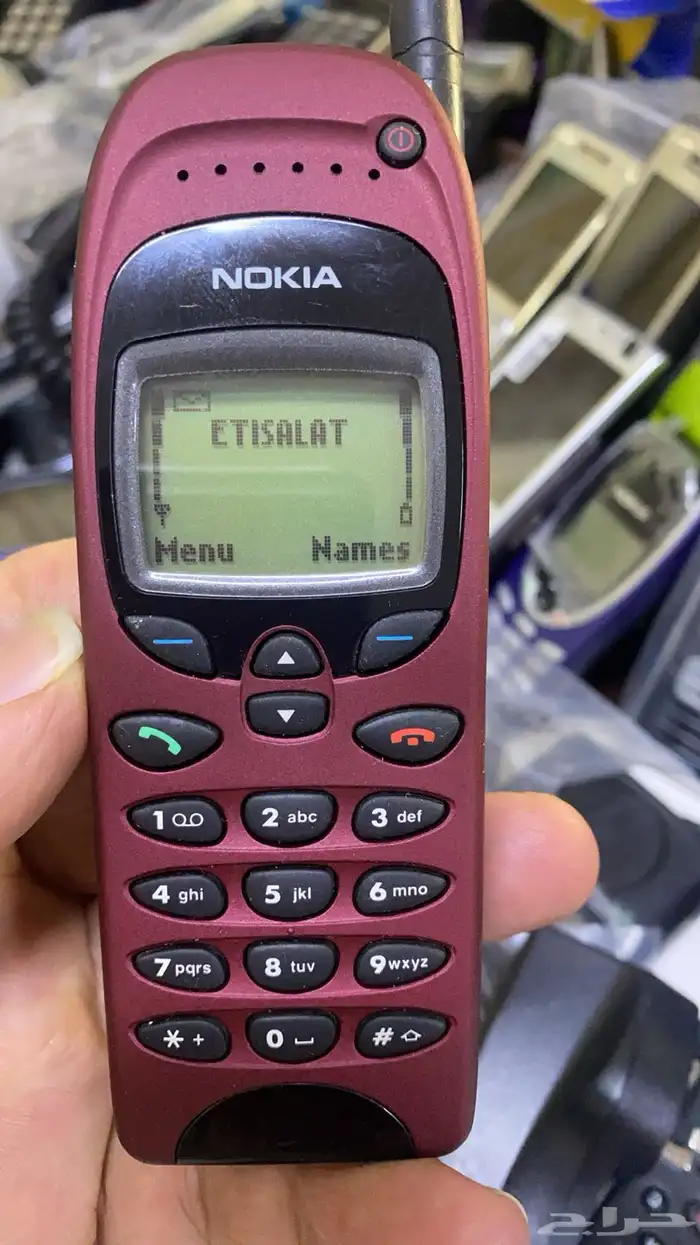 NOKIA
ETISALAT
Menu Names
1
2 abc
3 def
4 ghi
5 jkl
6 mno
7 pqrs
8 tuv
9 wxyz
* +
0
#
حراج